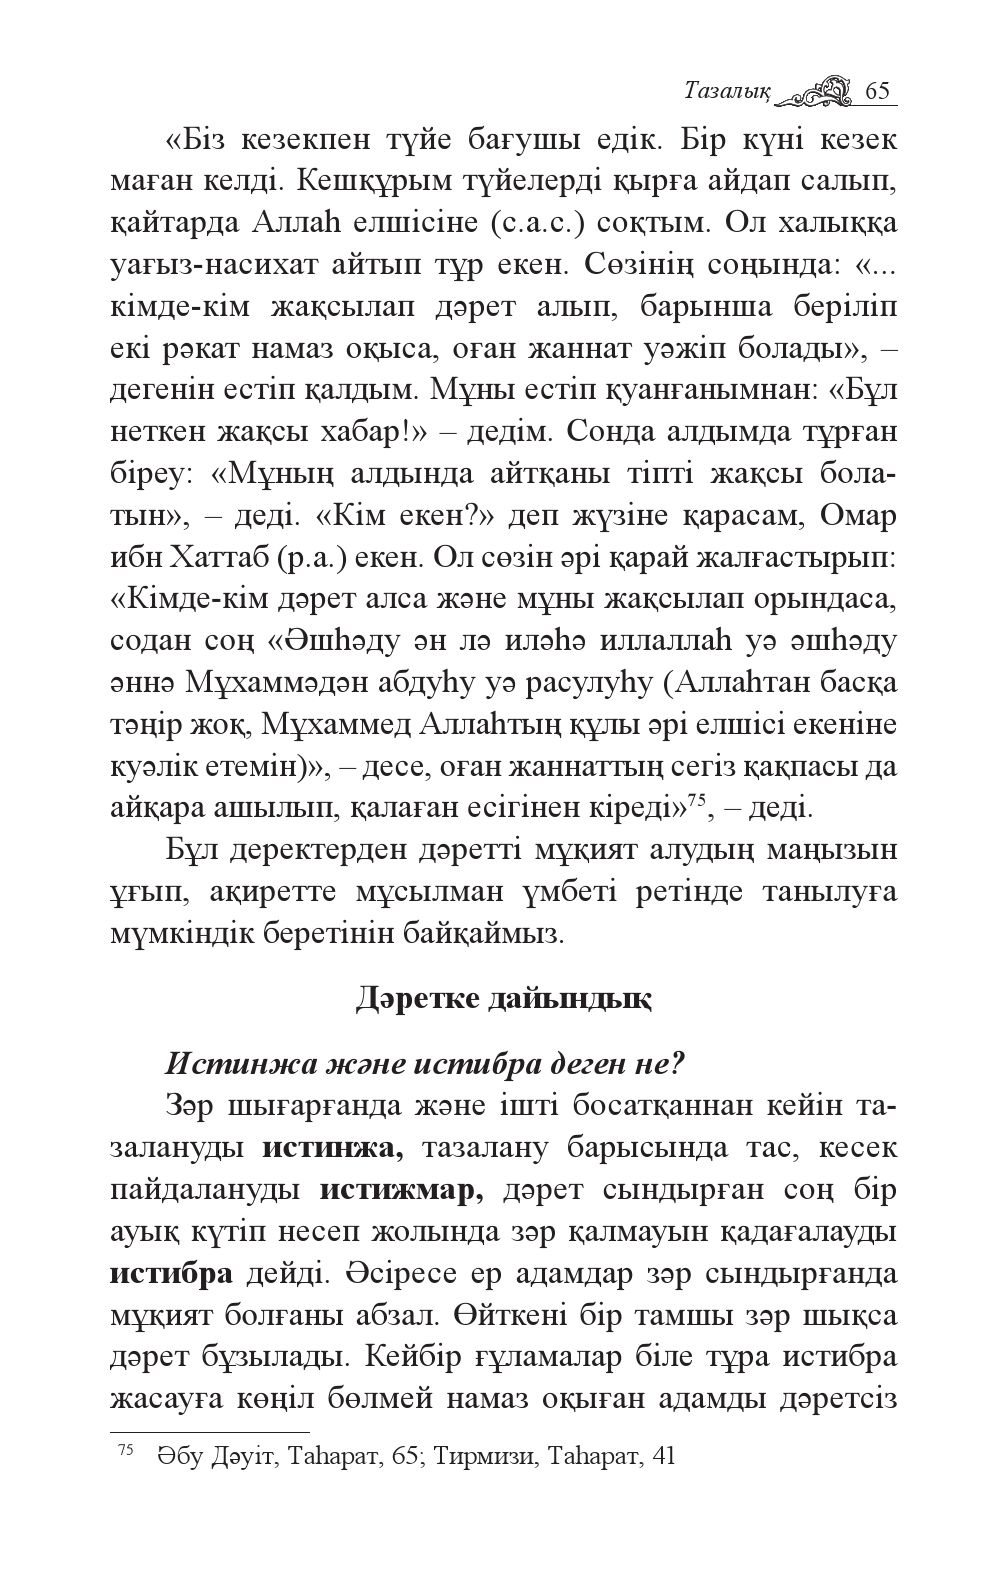 Тазалық 65
«Біз кезекпен түйе бағушы едік. Бір күні кезек
маған келді. Кешқұрым түйелерді қырға айдап салып,
қайтарда Аллаһ елшісіне (с.а.с.) соқтым. Ол халыққа
уағыз-насихат айтып тұр екен. Сөзінің соңында: «...
кімде-кім жақсылап дәрет алып, барынша беріліп
екі рәкат намаз оқыса, оған жаннат уәжіп болады», –
дегенін естіп қалдым. Мұны естіп қуанғанымнан: «Бұл
неткен жақсы хабар!» – дедім. Сонда алдымда тұрған
біреу: «Мұның алдында айтқаны тіпті жақсы бола-
тын», – деді. «Кім екен?» деп жүзіне қарасам, Омар
ибн Хаттаб (р.а.) екен. Ол сөзін әрі қарай жалғастырып:
«Кімде-кім дәрет алса және мұны жақсылап орындаса,
содан соң «Әшһәду ән лә иләһә иллаллаһ уә әшһәду
әннә Мұхаммәдән абдуһу уә расулуһу (Аллаһтан басқа
тәңір жоқ, Мұхаммед Аллаһтың құлы әрі елшісі екеніне
куәлік етемін)», – десе, оған жаннаттың сегіз қақпасы да
айқара ашылып, қалаған есігінен кіреді»75, – деді.
Бұл деректерден дәретті мұқият алудың маңызын
ұғып, ақиретте мұсылман үмбеті ретінде танылуға
мүмкіндік беретінін байқаймыз.
Дәретке дайындық
Истинжа және истибра деген не?
Зәр шығарғанда және ішті босатқаннан кейін та-
залануды истинжа, тазалану барысында тас, кесек
пайдалануды истижмар, дәрет сындырған соң бір
ауық күтіп несеп жолында зәр қалмауын қадағалауды
истибра дейді. Әсіресе ер адамдар зәр сындырғанда
мұқият болғаны абзал. Өйткені бір тамшы зәр шықса
дәрет бұзылады. Кейбір ғұламалар біле тұра истибра
жасауға көңіл бөлмей намаз оқыған адамды дәретсіз
75 Әбу Дәуіт, Таһарат, 65; Тирмизи, Таһарат, 41